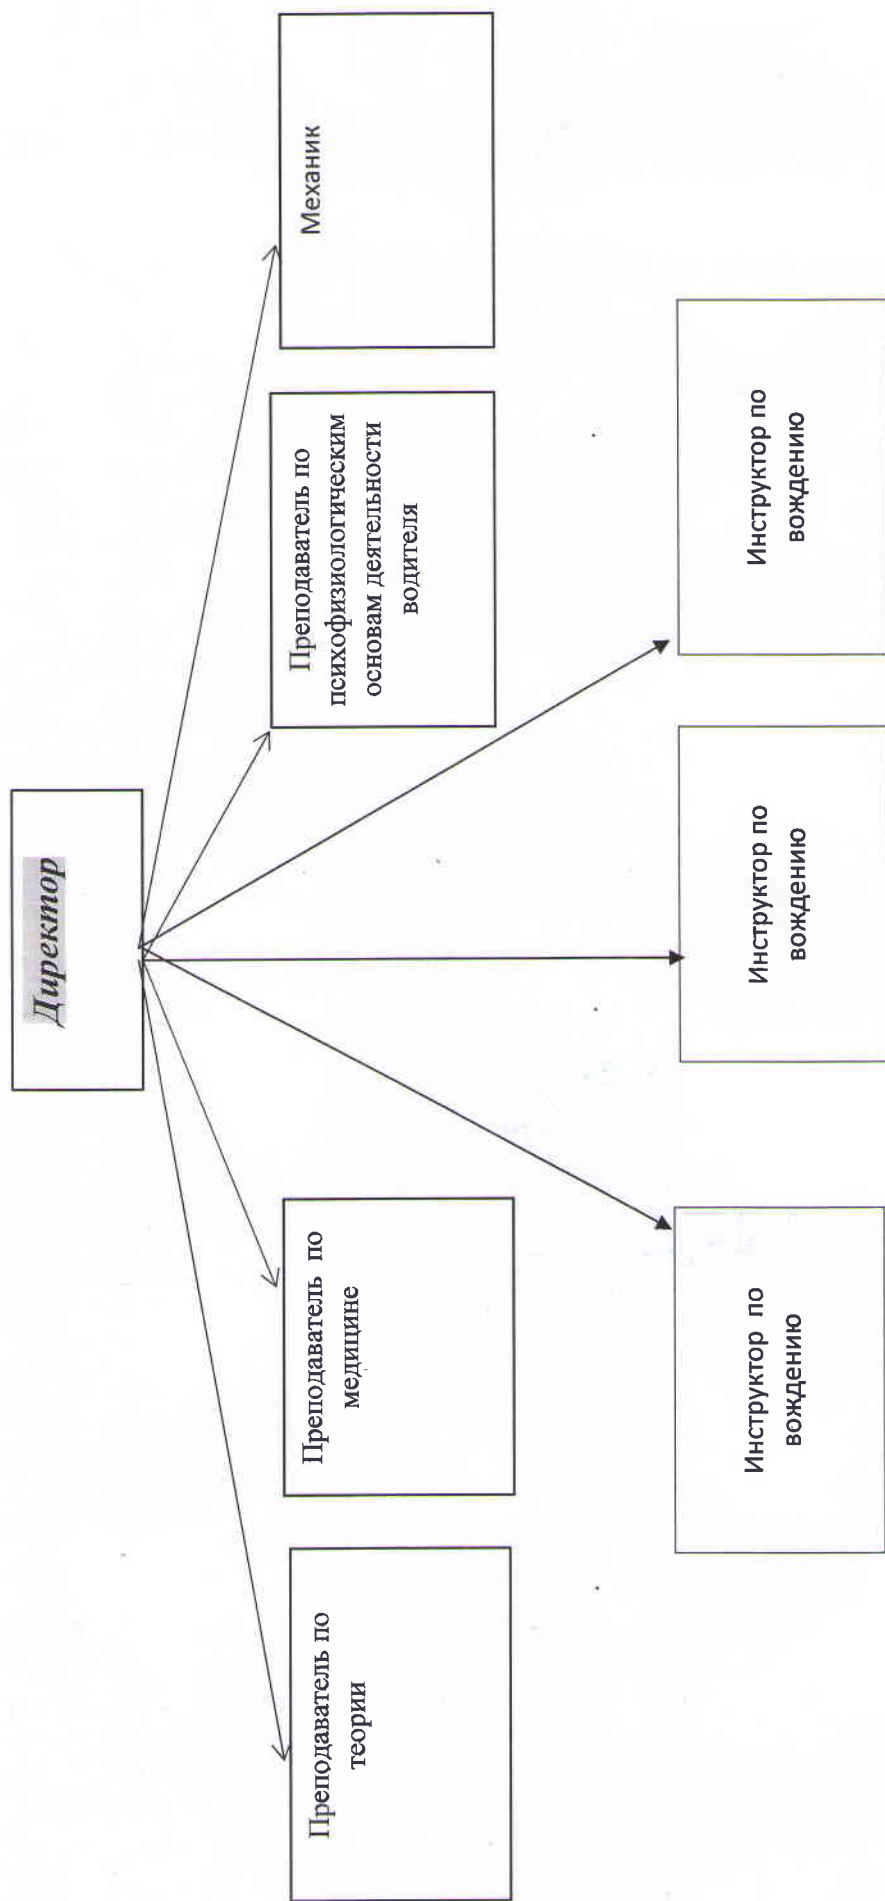 Директор
Преподаватель по
теории
Преподаватель по
медицине
Преподаватель по
психофизиологическим
основам деятельности
водителя
Механик
Инструктор по
вождению
Инструктор по
вождению
Инструктор по
вождению